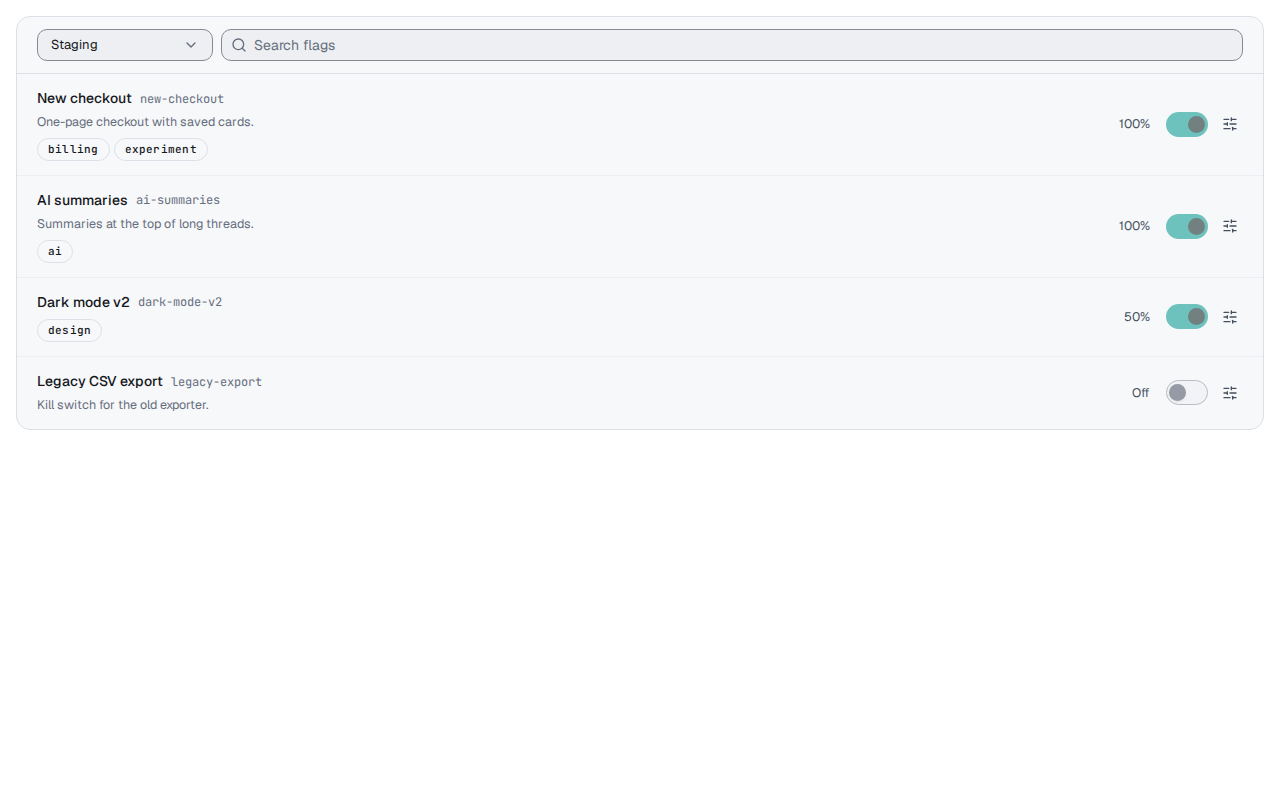 Staging
Search flags
New checkout new-checkout
One-page checkout with saved cards.
billing experiment
100%
AI summaries ai-summaries
Summaries at the top of long threads.
ai
100%
Dark mode v2 dark-mode-v2
design
50%
Legacy CSV export legacy-export
Kill switch for the old exporter.
Off